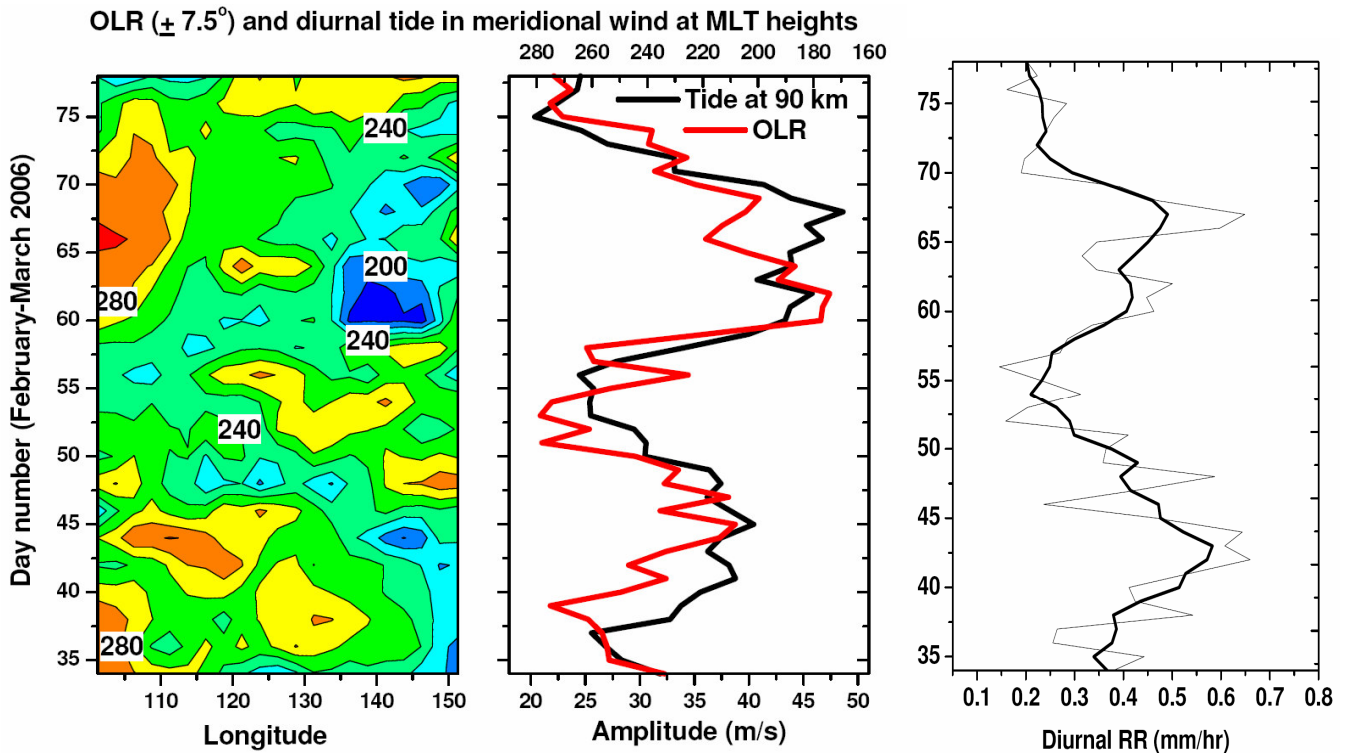 OLR (± 7.5°) and diurnal tide in meridional wind at MLT heights
280 260 240 220 200 180 160
Tide at 90 km
OLR
Day number (February-March 2006)
75
70
65
60
55
50
45
40
35
240
200
280
240
240
280
110 120 130 140 150
Longitude
20 25 30 35 40 45 50
Amplitude (m/s)
75
70
65
60
55
50
45
40
35
0.1 0.2 0.3 0.4 0.5 0.6 0.7 0.8
Diurnal RR (mm/hr)